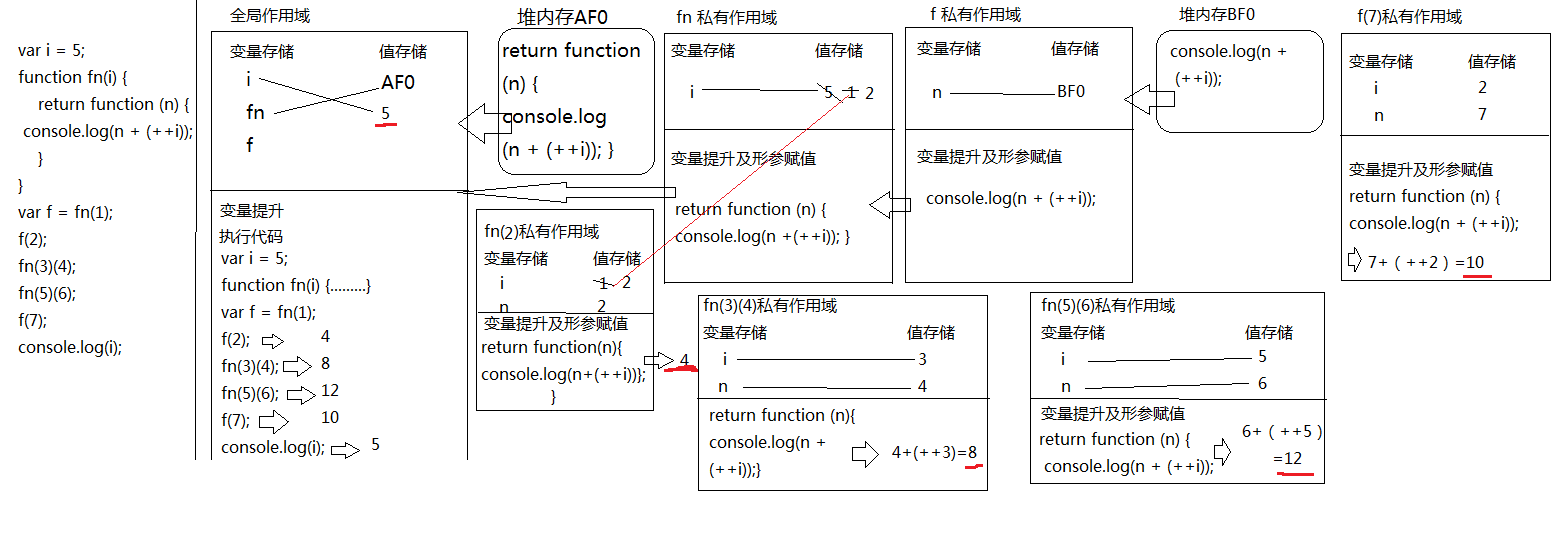 var i = 5;
function fn(i) {
return function (n) {
console.log(n + (++i));
}
}
var f = fn(1);
f(2);
fn(3)(4);
fn(5)(6);
f(7);
console.log(i);
全局作用域
变量存储 值存储
i AF0
fn 5
f
变量提升
执行代码
var i = 5;
function fn(i) {.........}
var f = fn(1);
f(2); 4
fn(3)(4); 8
fn(5)(6); 12
f(7); 10
console.log(i); 5
堆内存AF0
return function
(n) {
console.log
(n + (++i)); }
fn(2)私有作用域
变量存储 值存储
i 1 2
n 2
变量提升及形参赋值
return function(n){
console.log(n+(++i))};
}
4
fn 私有作用域
变量存储 值存储
i 5 1 2
变量提升及形参赋值
return function (n) {
console.log(n +(++i)); }
f 私有作用域
变量存储 值存储
n BF0
变量提升及形参赋值
console.log(n + (++i));
堆内存BF0
console.log(n +
(++i));
fn(3)(4)私有作用域
变量存储 值存储
i 3
n 4
return function (n){
console.log(n +
(++i));}
4+(++3)=8
fn(5)(6)私有作用域
变量存储 值存储
i 5
n 6
变量提升及形参赋值
return function (n) {
console.log(n + (++i));
6+（++5）
=12
f(7)私有作用域
变量存储 值存储
i 2
n 7
变量提升及形参赋值
return function (n) {
console.log(n + (++i));
7+（++2）=10